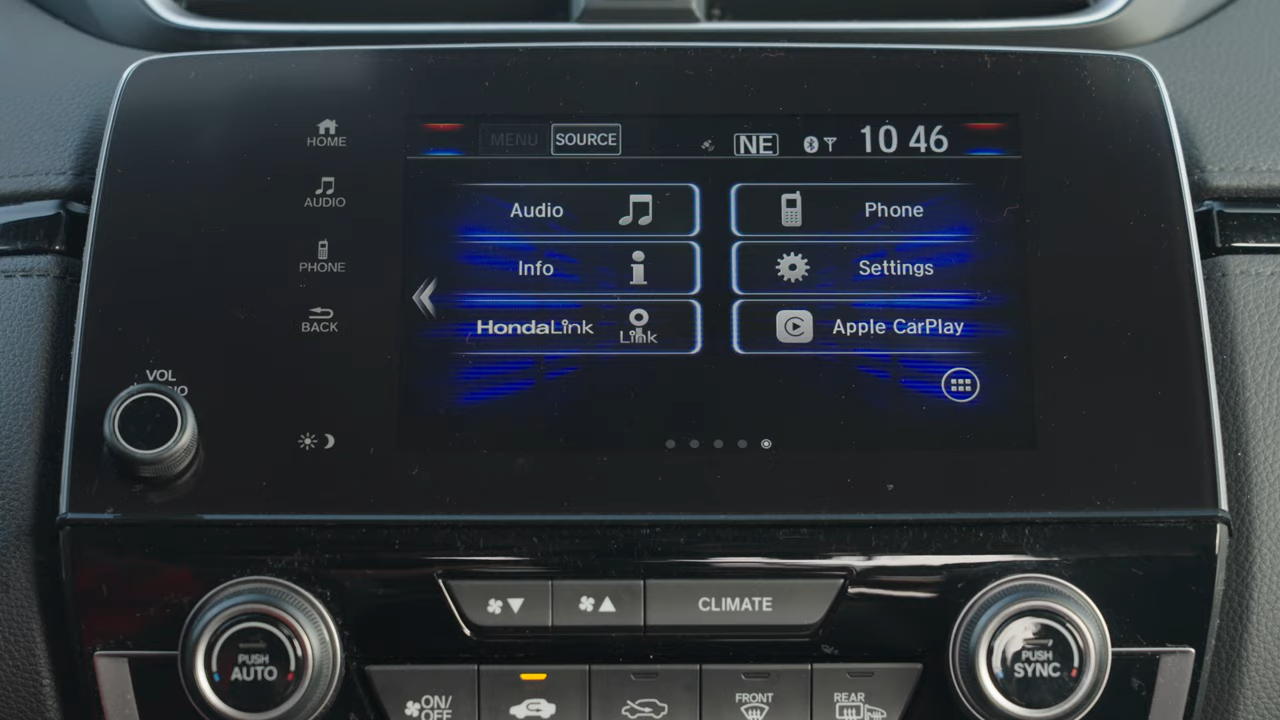 HOME
MENU SOURCE NE 10 46
AUDIO
Audio
Phone
PHONE
Info
Settings
BACK
HondaLink
Link
Apple CarPlay
VOL
CLIMATE
PUSH
AUTO
PUSH
SYNC
ON/
OFF
FRONT
REAR